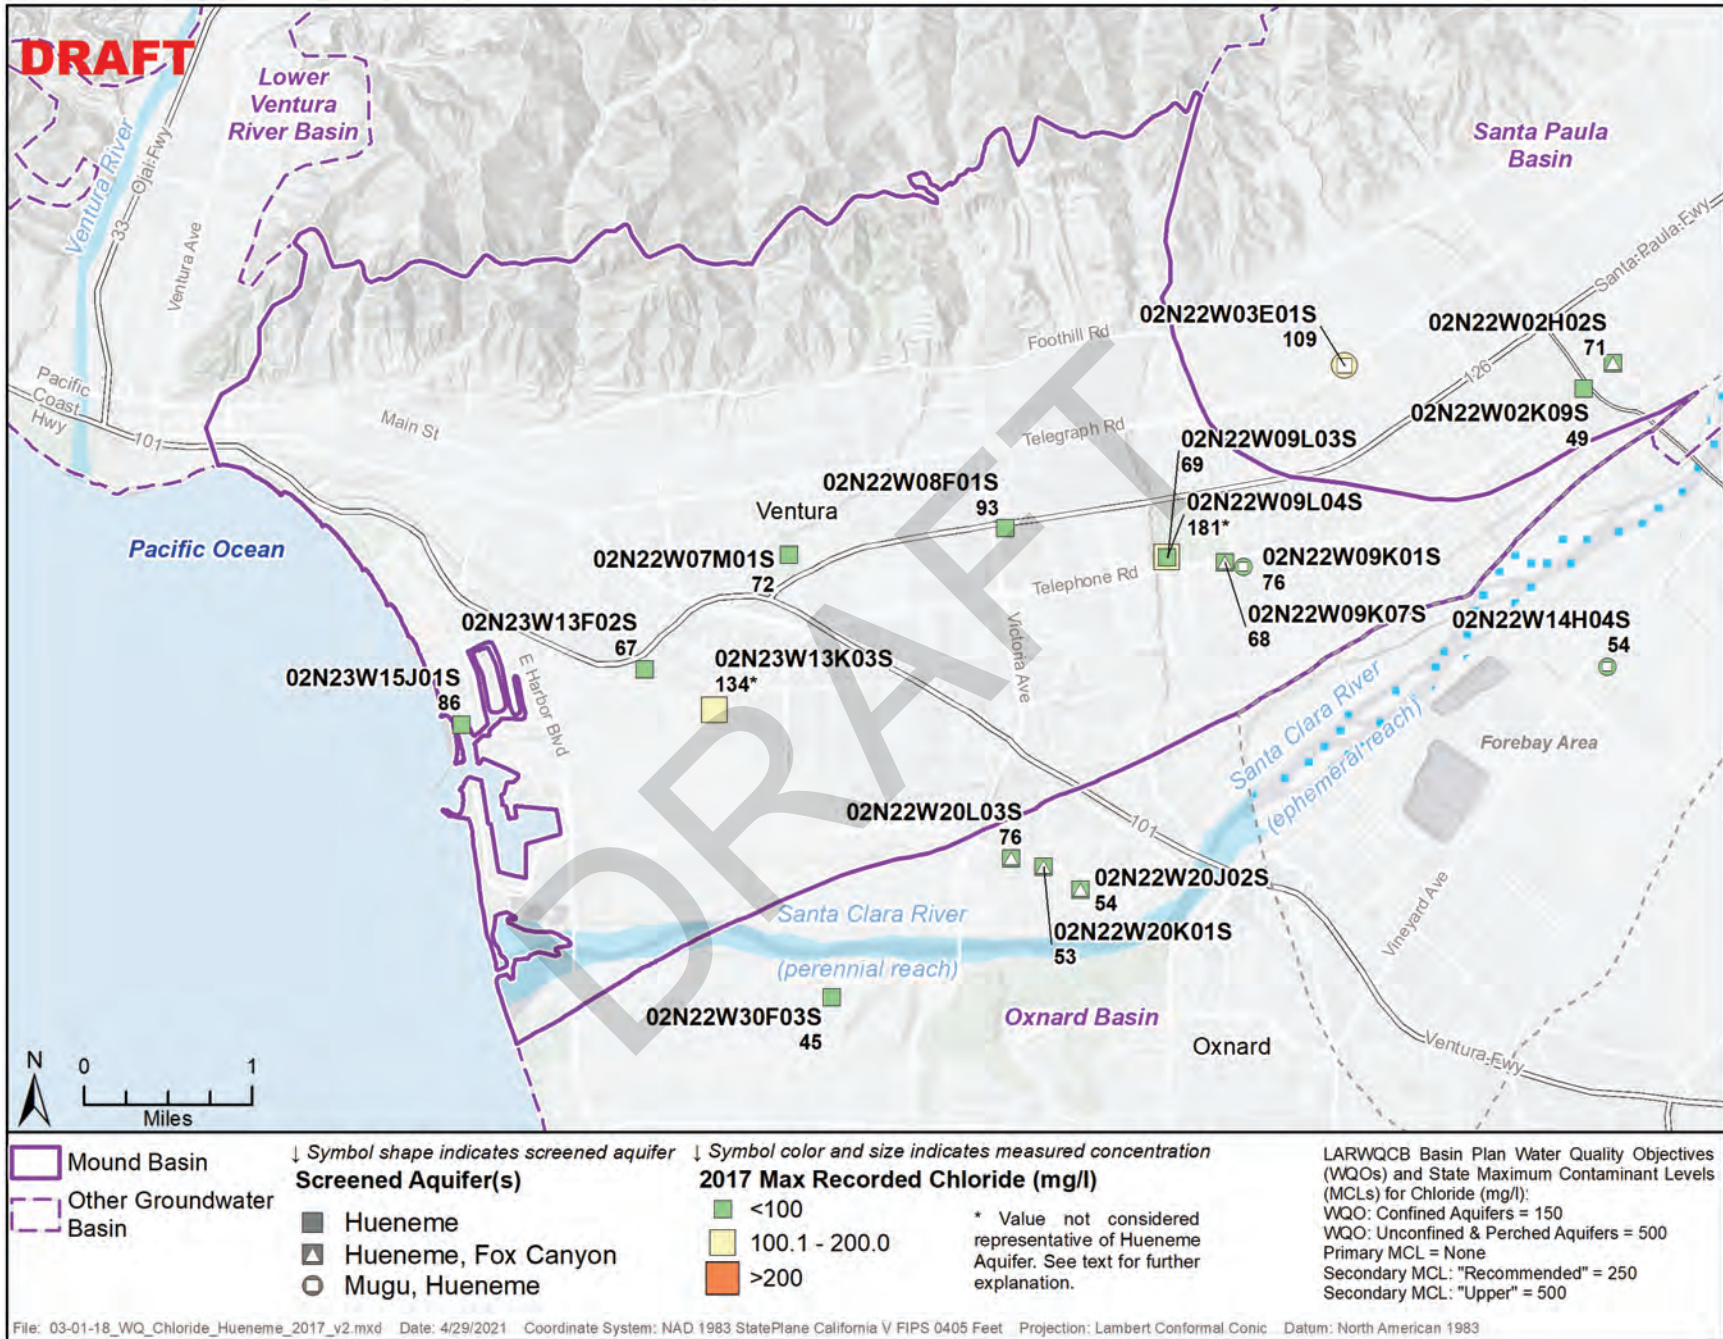 DRAFT
Lower
Ventura
River Basin
Santa Paula
Basin
Ventura River
33
Ojai Fwy
Ventura Ave
Santa Paula Fwy
02N22W03E01S
109
02N22W02H02S
71
Foothill Rd
126
Pacific
Coast
Hwy
101
Main St
Telegraph Rd
02N22W02K09S
49
02N22W09L03S
69
02N22W08F01S
93
02N22W09L04S
181*
Ventura
Pacific Ocean
02N22W07M01S
72
02N22W09K01S
76
Telephone Rd
02N22W09K07S
68
02N22W14H04S
54
02N23W13F02S
67
Victoria Ave
02N23W13K03S
134*
02N23W15J01S
86
E Harbor Blvd
Santa Clara River
(ephemeral reach)
Forebay Area
02N22W20L03S
76
101
02N22W20J02S
54
02N22W20K01S
53
Vineyard Ave
Santa Clara River
(perennial reach)
02N22W30F03S
45
Oxnard Basin
Oxnard
Ventura Fwy
DRAFT
N
0 1
Miles
Mound Basin
Other Groundwater
Basin
↓ Symbol shape indicates screened aquifer
Screened Aquifer(s)
Hueneme
Hueneme, Fox Canyon
Mugu, Hueneme
↓ Symbol color and size indicates measured concentration
2017 Max Recorded Chloride (mg/l)
<100
100.1 - 200.0
>200
* Value not considered
representative of Hueneme
Aquifer. See text for further
explanation.
LARWQCB Basin Plan Water Quality Objectives
(WQOs) and State Maximum Contaminant Levels
(MCLs) for Chloride (mg/l):
WQO: Confined Aquifers = 150
WQO: Unconfined & Perched Aquifers = 500
Primary MCL = None
Secondary MCL: "Recommended" = 250
Secondary MCL: "Upper" = 500
File: 03-01-18_WQ_Chloride_Hueneme_2017_v2.mxd Date: 4/29/2021 Coordinate System: NAD 1983 StatePlane California V FIPS 0405 Feet Projection: Lambert Conformal Conic Datum: North American 1983